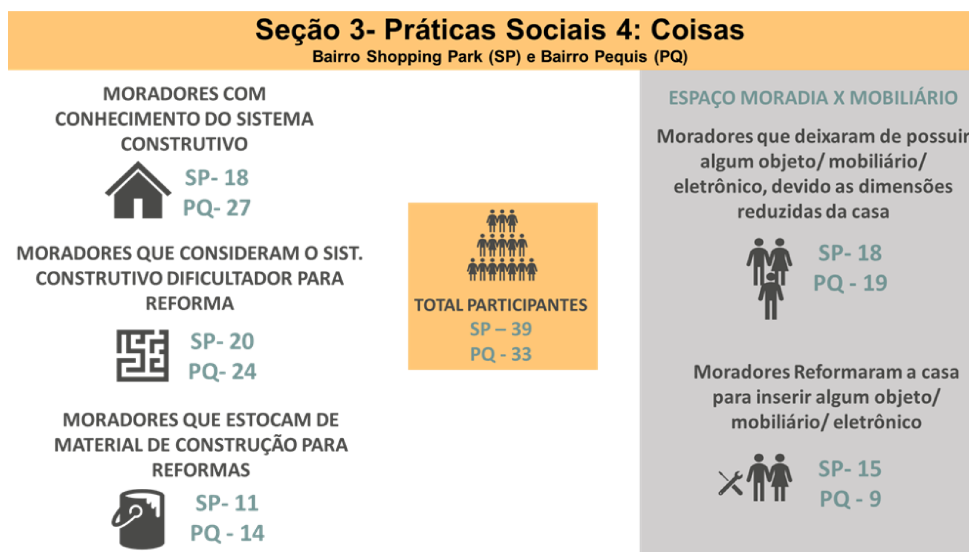 Seção 3- Práticas Sociais 4: Coisas
Bairro Shopping Park (SP) e Bairro Pequis (PQ)
MORADORES COM
CONHECIMENTO DO SISTEMA
CONSTRUTIVO
SP- 18
PQ- 27
MORADORES QUE CONSIDERAM O SIST.
CONSTRUTIVO DIFICULTADOR PARA
REFORMA
SP- 20
PQ- 24
MORADORES QUE ESTOCAM DE
MATERIAL DE CONSTRUÇÃO PARA
REFORMAS
SP- 11
PQ - 14
TOTAL PARTICIPANTES
SP – 39
PQ - 33
ESPAÇO MORADIA X MOBILIÁRIO
Moradores que deixaram de possuir
algum objeto/ mobiliário/
eletrônico, devido as dimensões
reduzidas da casa
SP- 18
PQ - 19
Moradores Reformaram a casa
para inserir algum objeto/
mobiliário/ eletrônico
SP- 15
PQ - 9